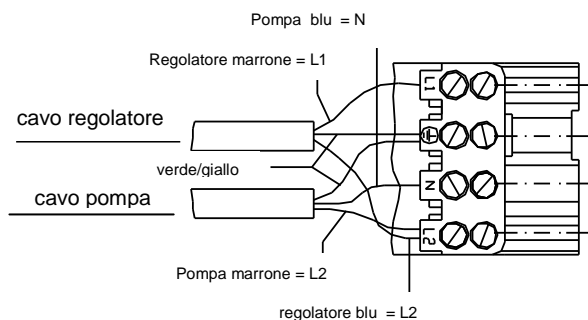 Pompa blu = N
Regolatore marrone = L1
cavo regolatore
verde/giallo
cavo pompa
Pompa marrone = L2
regolatore blu = L2
L1
N
L2